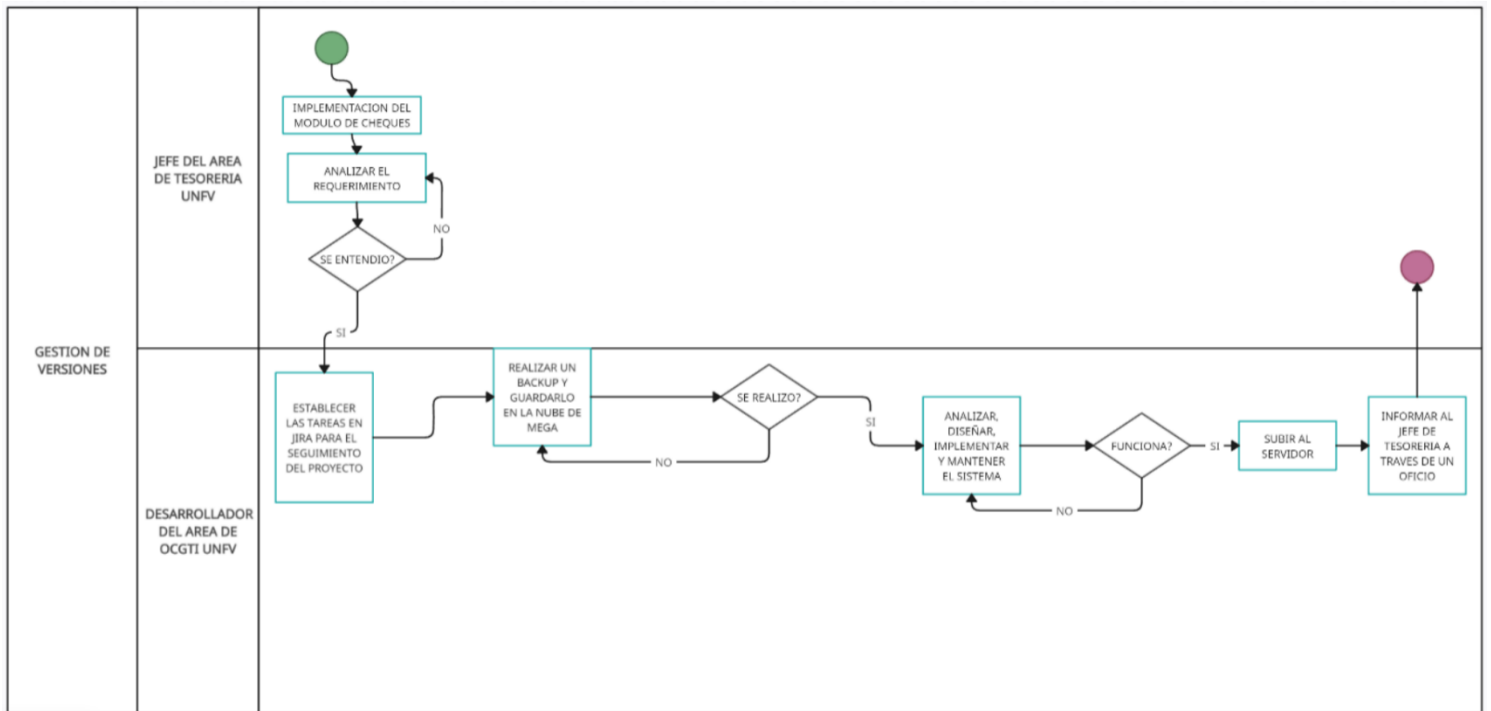 GESTION DE
VERSIONES
JEFE DEL AREA
DE TESORERIA
UNFV
IMPLEMENTACION DEL
MODULO DE CHEQUES
ANALIZAR EL
REQUERIMIENTO
SE ENTENDIO?
NO
SI
DESARROLLADOR
DEL AREA DE
OCGTI UNFV
ESTABLECER
LAS TAREAS EN
JIRA PARA EL
SEGUIMIENTO
DEL PROYECTO
REALIZAR UN
BACKUP Y
GUARDARLO
EN LA NUBE DE
MEGA
SE REALIZO?
NO
SI
ANALIZAR,
DISEÑAR,
IMPLEMENTAR
Y MANTENER
EL SISTEMA
FUNCIONA?
NO
SI
SUBIR AL
SERVIDOR
INFORMAR AL
JEFE DE
TESORERIA A
TRAVES DE UN
OFICIO